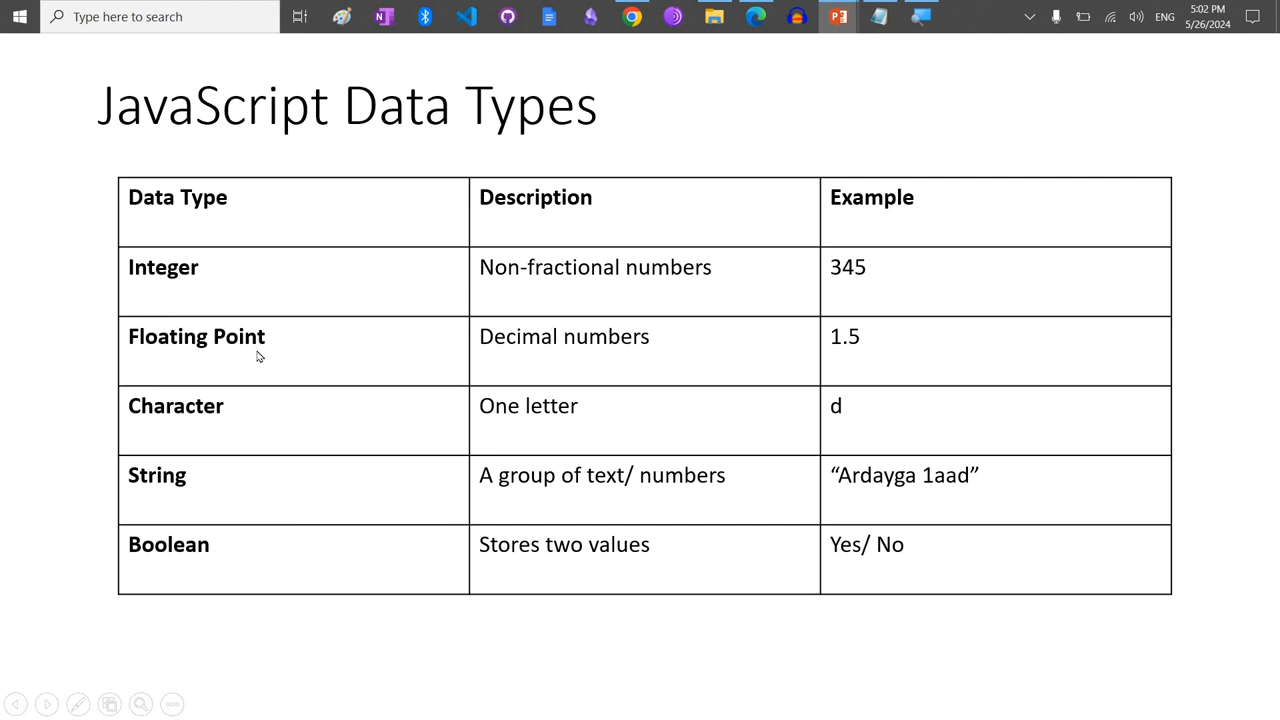 Type here to search
ENG
5:02 PM
5/26/2024
JavaScript Data Types
Data Type Description Example
Integer Non-fractional numbers 345
Floating Point Decimal numbers 1.5
Character One letter d
String A group of text/ numbers “Ardayga 1aad”
Boolean Stores two values Yes/ No